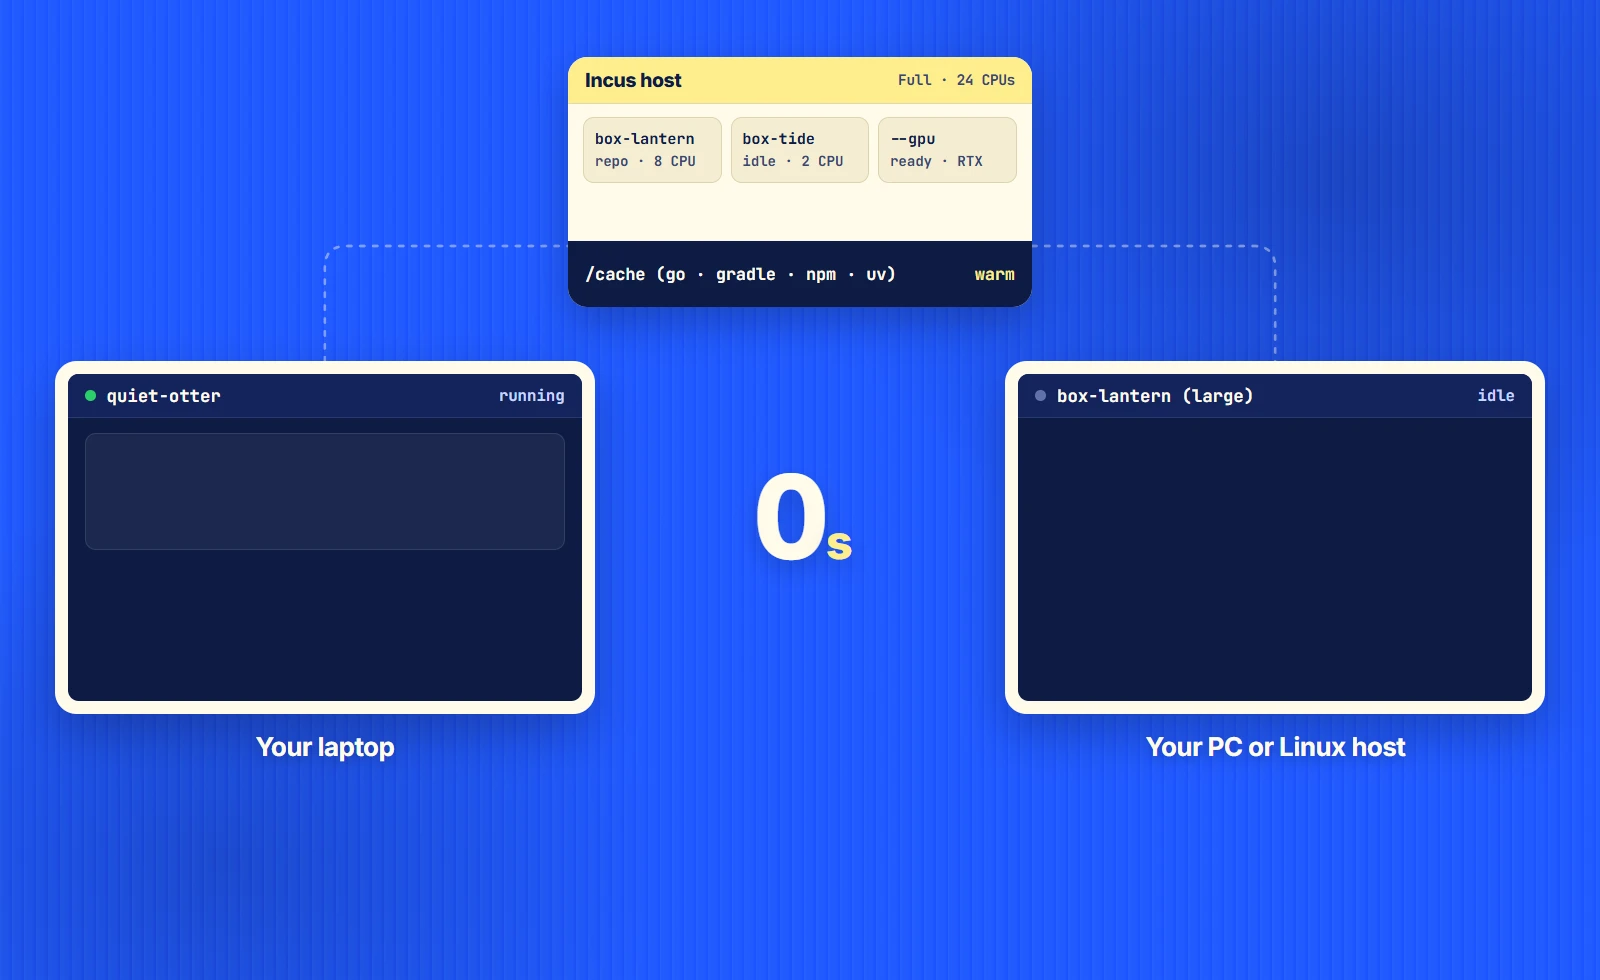 Incus host
Full · 24 CPUs
box-lantern
repo · 8 CPU
box-tide
idle · 2 CPU
--gpu
ready · RTX
/cache (go · gradle · npm · uv)
warm
quiet-otter
running
0s
box-lantern (large)
idle
Your laptop
Your PC or Linux host